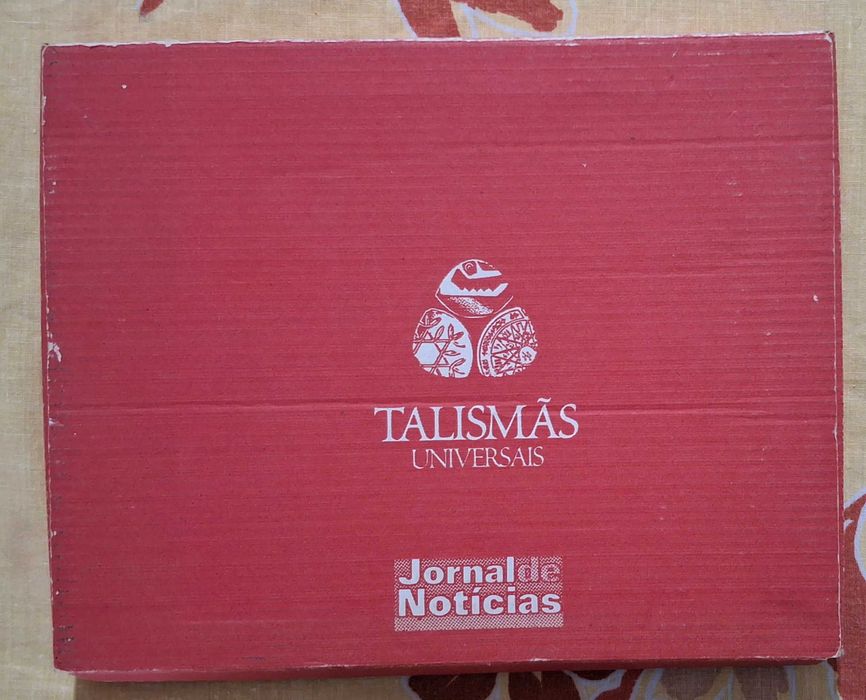 TALISMÃS
UNIVERSAIS
Jornal de
Notícias